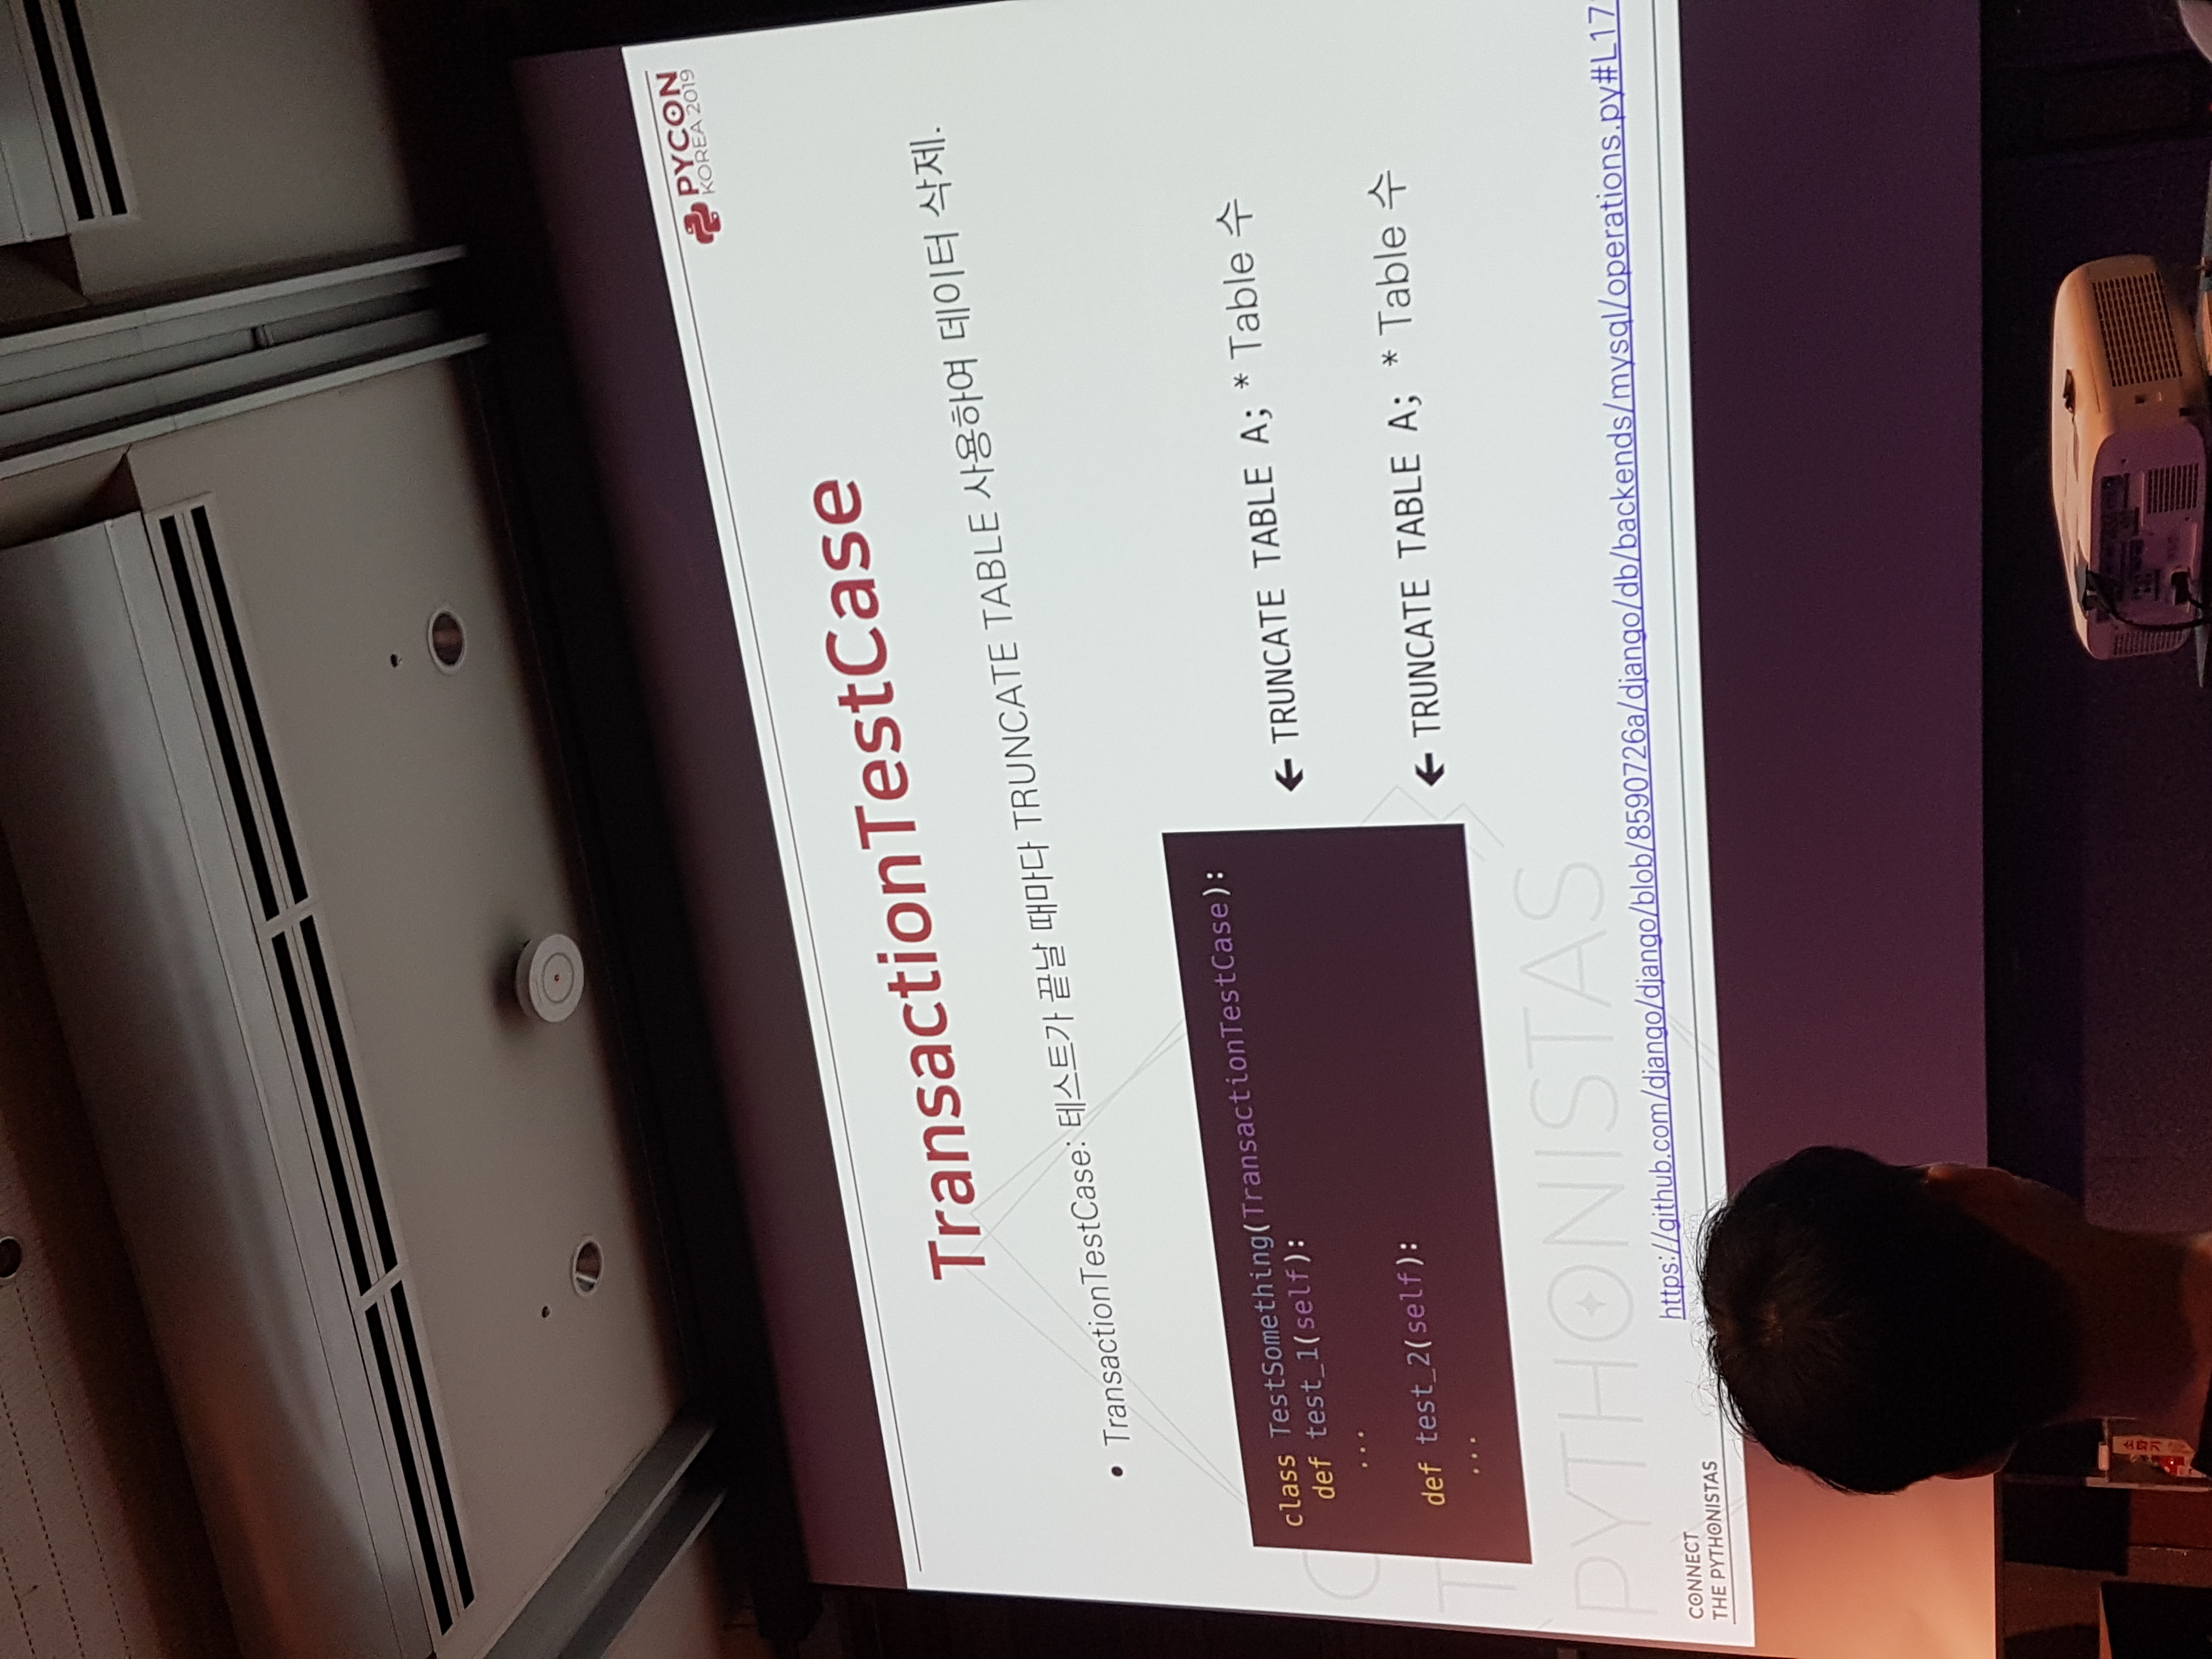 PYCON
KOREA 2019
TransactionTestCase
• TransactionTestCase: 테스트가 끝날 때마다 TRUNCATE TABLE 사용하여 데이터 삭제.
class TestSomething(TransactionTestCase):
def test_1(self):
...
def test_2(self):
...
← TRUNCATE TABLE A; * Table 수
← TRUNCATE TABLE A; * Table 수
PYTHONISTAS
https://github.com/django/django/blob/8590726a/django/db/backends/mysql/operations.py#L17
CONNECT
THE PYTHONISTAS
소화기